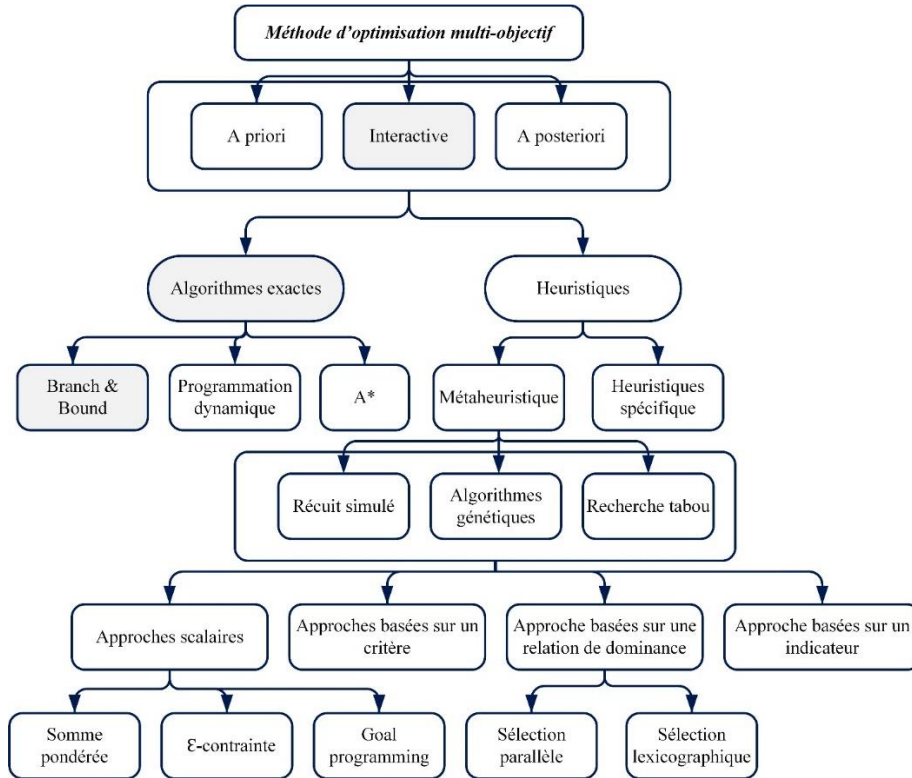 Méthode d'optimisation multi-objectif
A priori
Interactive
A posteriori
Algorithmes exactes
Heuristiques
Branch &
Bound
Programmation
dynamique
A*
Métaheuristique
Heuristiques
spécifique
Récuit simulé
Algorithmes
génétiques
Recherche tabou
Approches scalaires
Approches basées sur un
critère
Approche basées sur une
relation de dominance
Approche basées sur un
indicateur
Somme
pondérée
Ɛ-contrainte
Goal
programming
Sélection
parallèle
Sélection
lexicographique